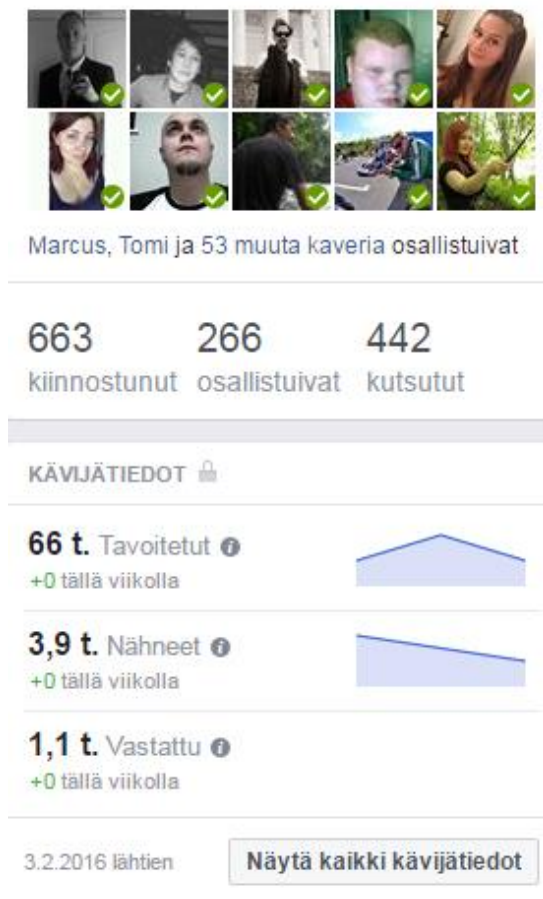 Marcus, Tomi ja 53 muuta kaveria osallistuivat
663 266 442
kiinnostunut osallistuivat kutsutut
KÄVIJÄTIEDOT
66 t. Tavoitetut
+0 tällä viikolla
3,9 t. Nähneet
+0 tällä viikolla
1,1 t. Vastattu
+0 tällä viikolla
3.2.2016 lähtien Näytä kaikki kävijätiedot